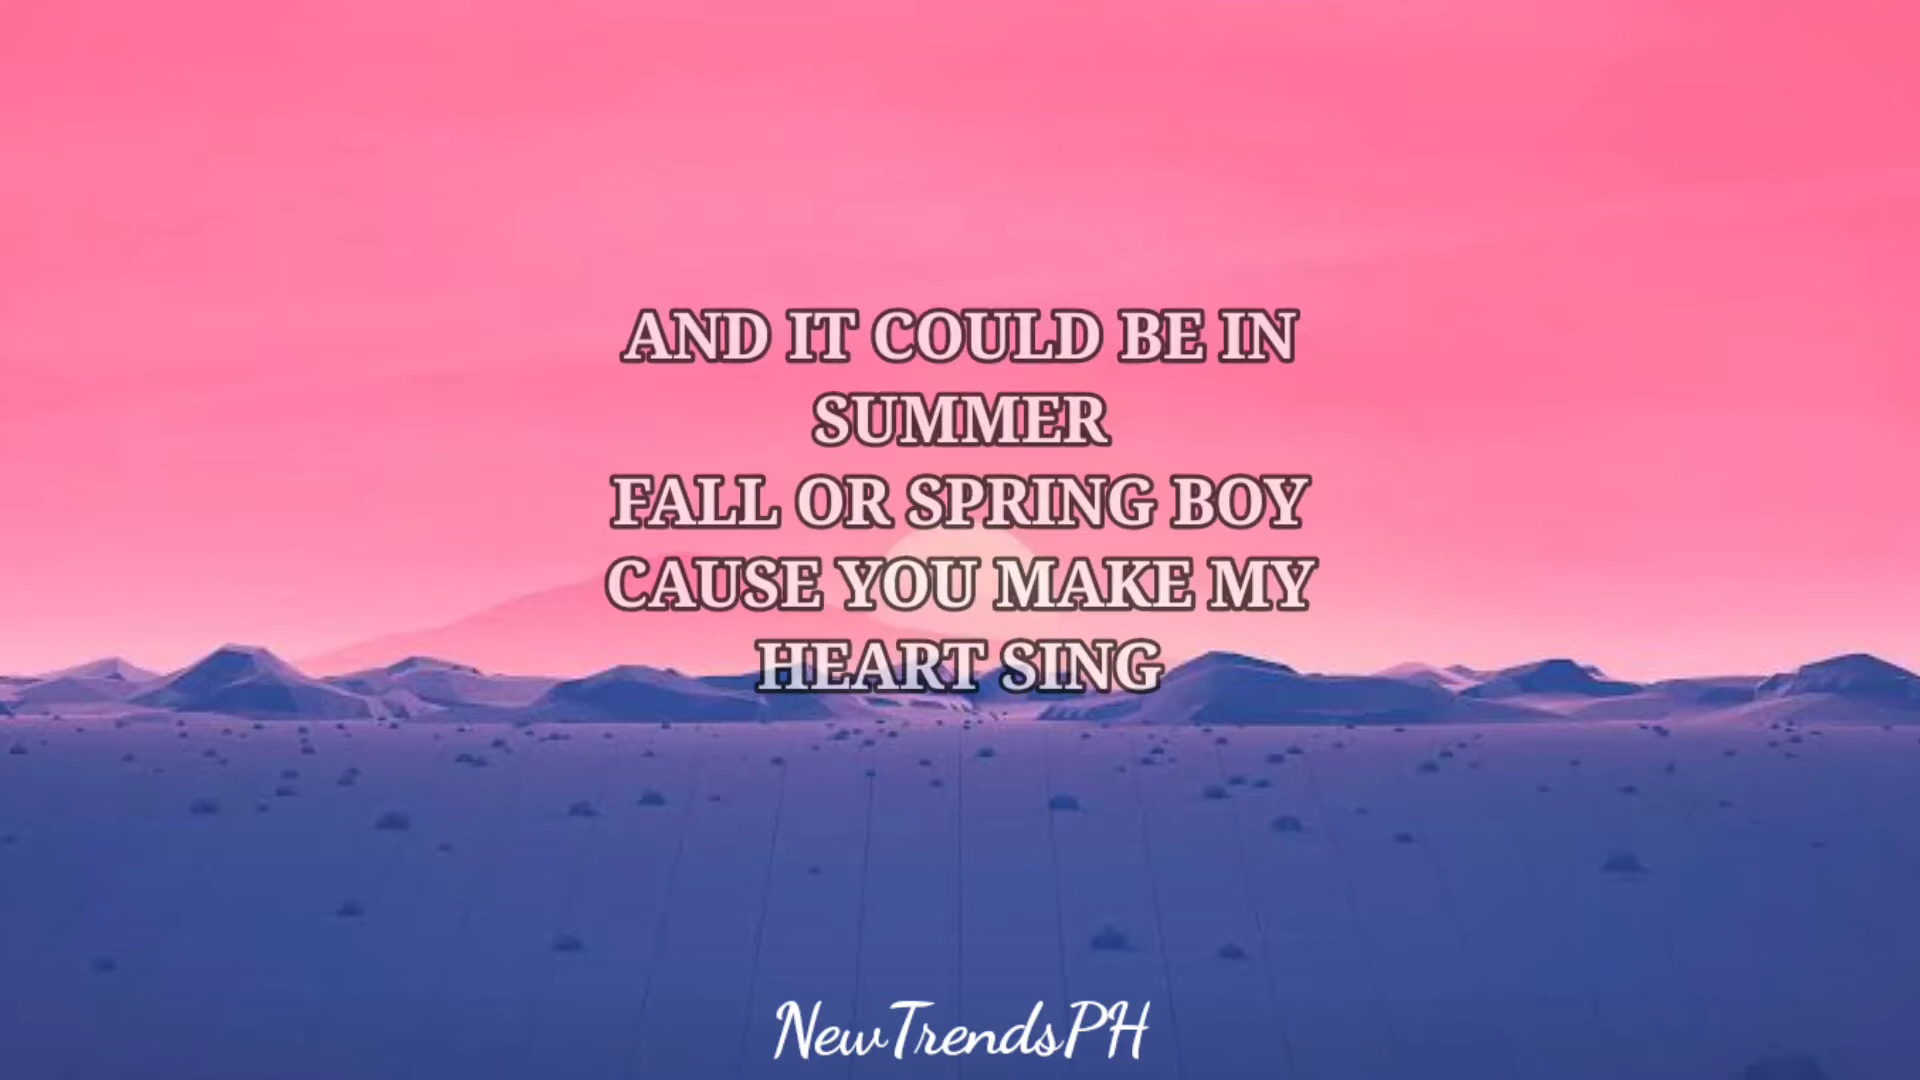 AND IT COULD BE IN
SUMMER
FALL OR SPRING BOY
CAUSE YOU MAKE MY
HEART SING
NewTrendsPH